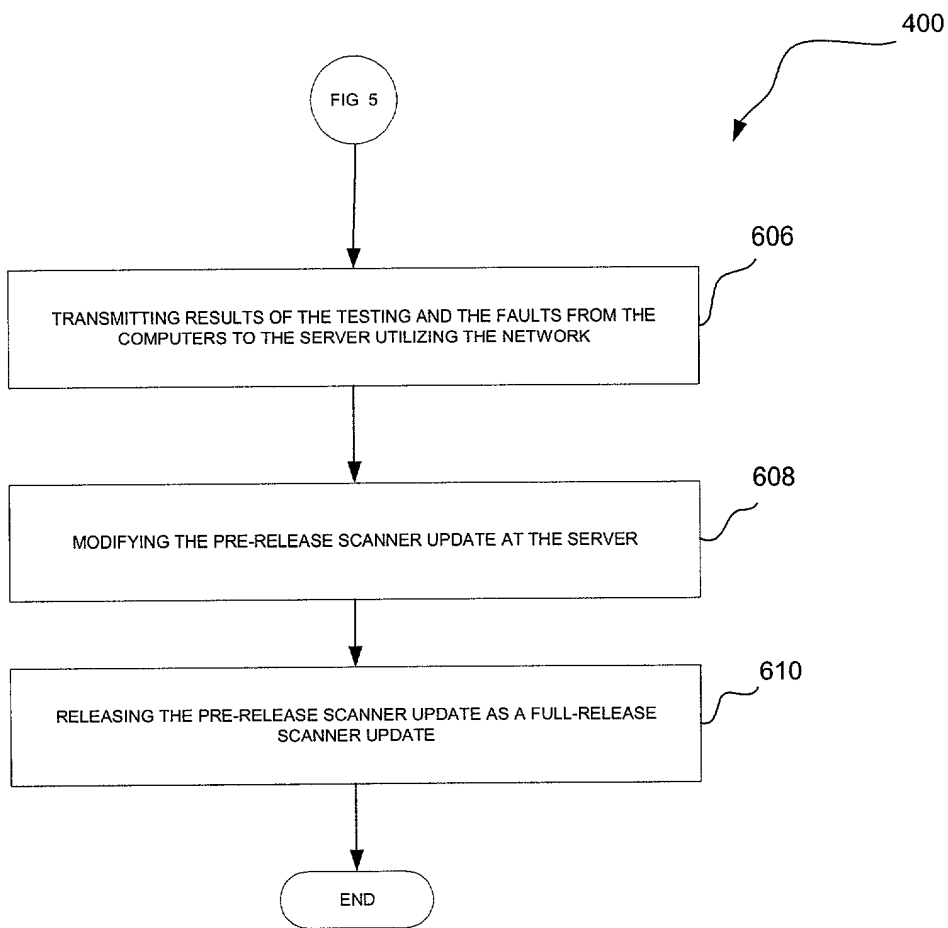 400
FIG 5
606
TRANSMITTING RESULTS OF THE TESTING AND THE FAULTS FROM THE
COMPUTERS TO THE SERVER UTILIZING THE NETWORK
608
MODIFYING THE PRE-RELEASE SCANNER UPDATE AT THE SERVER
610
RELEASING THE PRE-RELEASE SCANNER UPDATE AS A FULL-RELEASE
SCANNER UPDATE
END